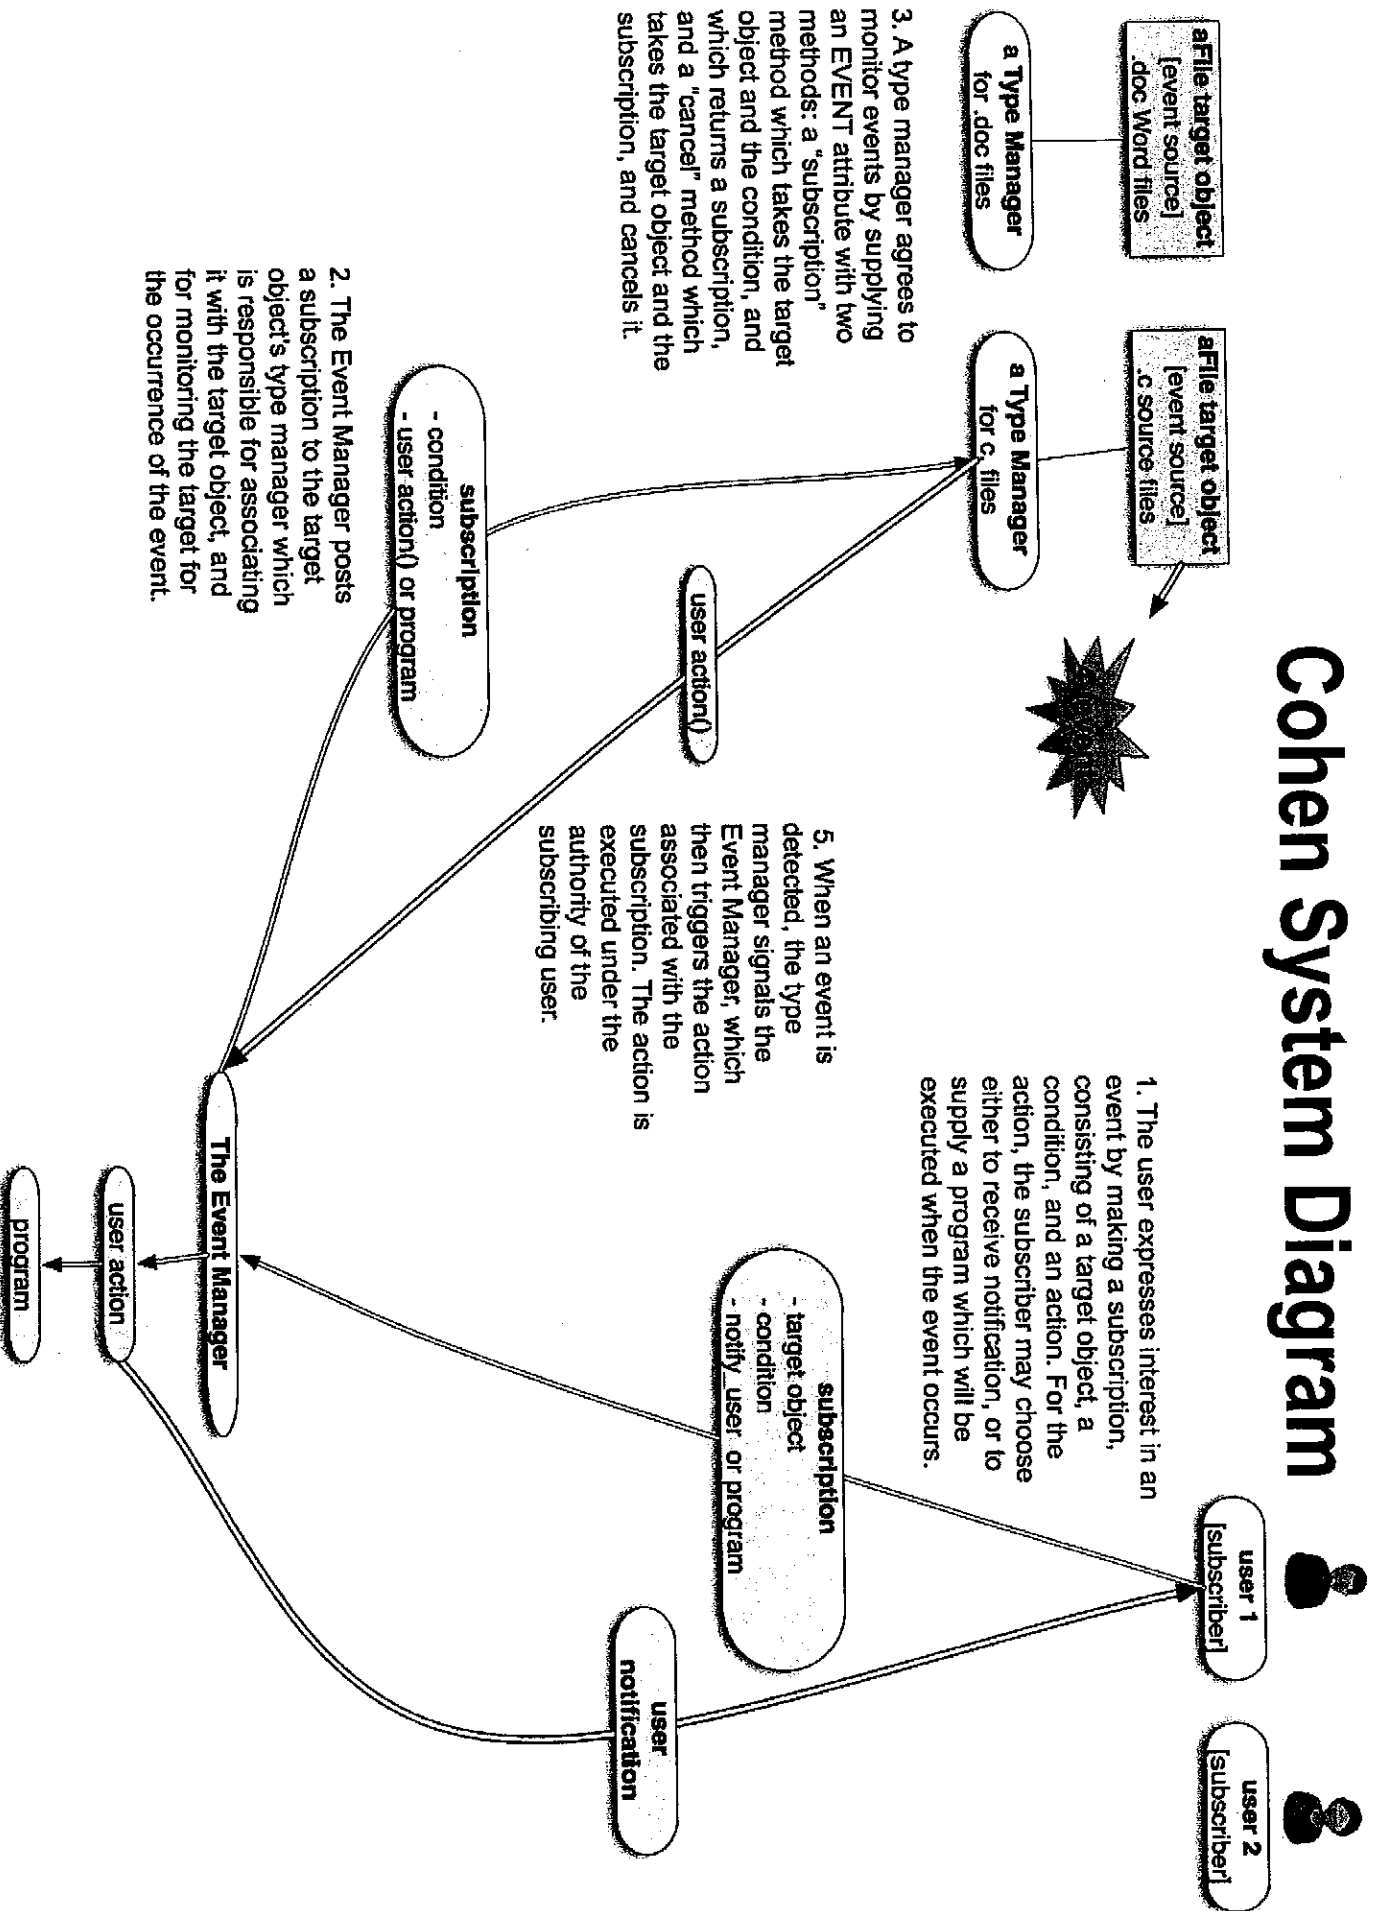 Cohen System Diagram
user 1
[subscriber]
user 2
[subscriber]
aFile target object
[event source]
.doc Word files
aFile target object
[event source]
.c source files
a Type Manager
for .doc files
a Type Manager
for c. files
1. The user expresses interest in an
event by making a subscription,
consisting of a target object, a
condition, and an action. For the
action, the subscriber may choose
either to receive notification, or to
supply a program which will be
executed when the event occurs.
3. A type manager agrees to
monitor events by supplying
an EVENT attribute with two
methods: a "subscription"
method which takes the target
object and the condition, and
which returns a subscription,
and a "cancel" method which
takes the target object and the
subscription, and cancels it.
user action()
5. When an event is
detected, the type
manager signals the
Event Manager, which
then triggers the action
associated with the
subscription. The action is
executed under the
authority of the
subscribing user.
subscription
- target object
- condition
- notify_user or program
user
notification
subscription
- condition
- user action() or program
2. The Event Manager posts
a subscription to the target
object's type manager which
is responsible for associating
it with the target object, and
for monitoring the target for
the occurrence of the event.
The Event Manager
user action
program